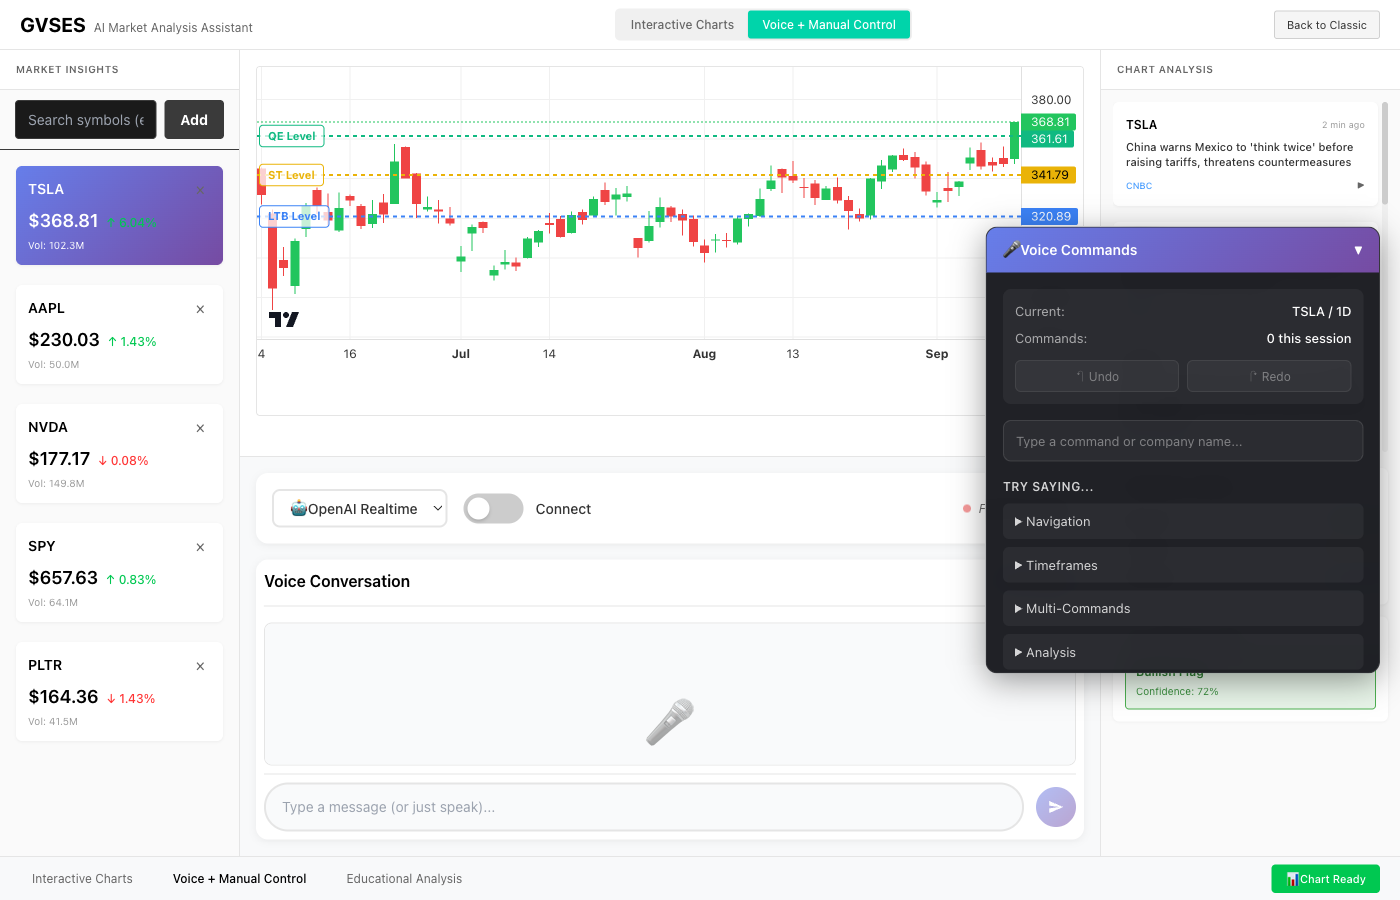 GVSES AI Market Analysis Assistant
Interactive Charts
Voice + Manual Control
Back to Classic
MARKET INSIGHTS
Search symbols (e
Add
TSLA
$368.81 ↑ 6.04%
Vol: 102.3M
AAPL ×
$230.03 ↑ 1.43%
Vol: 50.0M
NVDA ×
$177.17 ↓ 0.08%
Vol: 149.8M
SPY ×
$657.63 ↑ 0.83%
Vol: 64.1M
PLTR ×
$164.36 ↓ 1.43%
Vol: 41.5M
QE Level
ST Level
LTB Level
380.00
368.81
361.61
341.79
320.89
4 16 Jul 14 Aug 13 Sep
OpenAI Realtime
Connect
Voice Conversation
Type a message (or just speak)...
CHART ANALYSIS
TSLA 2 min ago
China warns Mexico to 'think twice' before
raising tariffs, threatens countermeasures
CNBC
Voice Commands
Current: TSLA / 1D
Commands: 0 this session
Undo
Redo
Type a command or company name...
TRY SAYING...
Navigation
Timeframes
Multi-Commands
Analysis
Bullish Flag
Confidence: 72%
Interactive Charts
Voice + Manual Control
Educational Analysis
Chart Ready